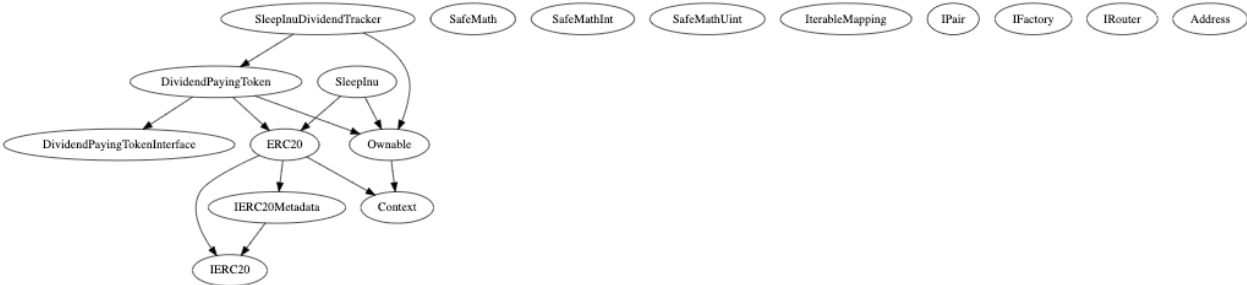 SleepInuDividendTracker SafeMath SafeMathInt SafeMathUint IterableMapping IPair IFactory IRouter Address
DividendPayingToken SleepInu
DividendPayingTokenInterface ERC20 Ownable
IERC20Metadata Context
IERC20